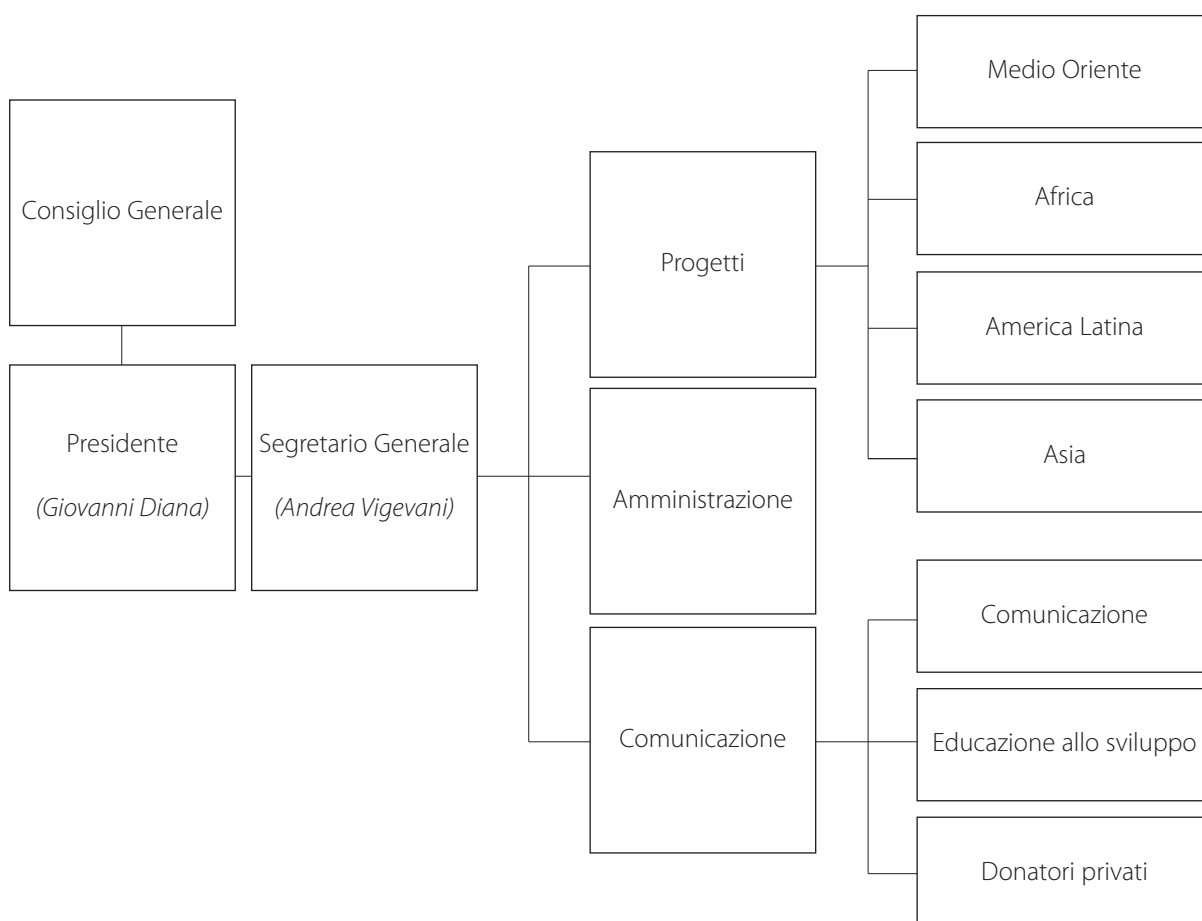 Consiglio Generale
Presidente
(Giovanni Diana)
Segretario Generale
(Andrea Vigevani)
Progetti
Amministrazione
Comunicazione
Medio Oriente
Africa
America Latina
Asia
Comunicazione
Educazione allo sviluppo
Donatori privati